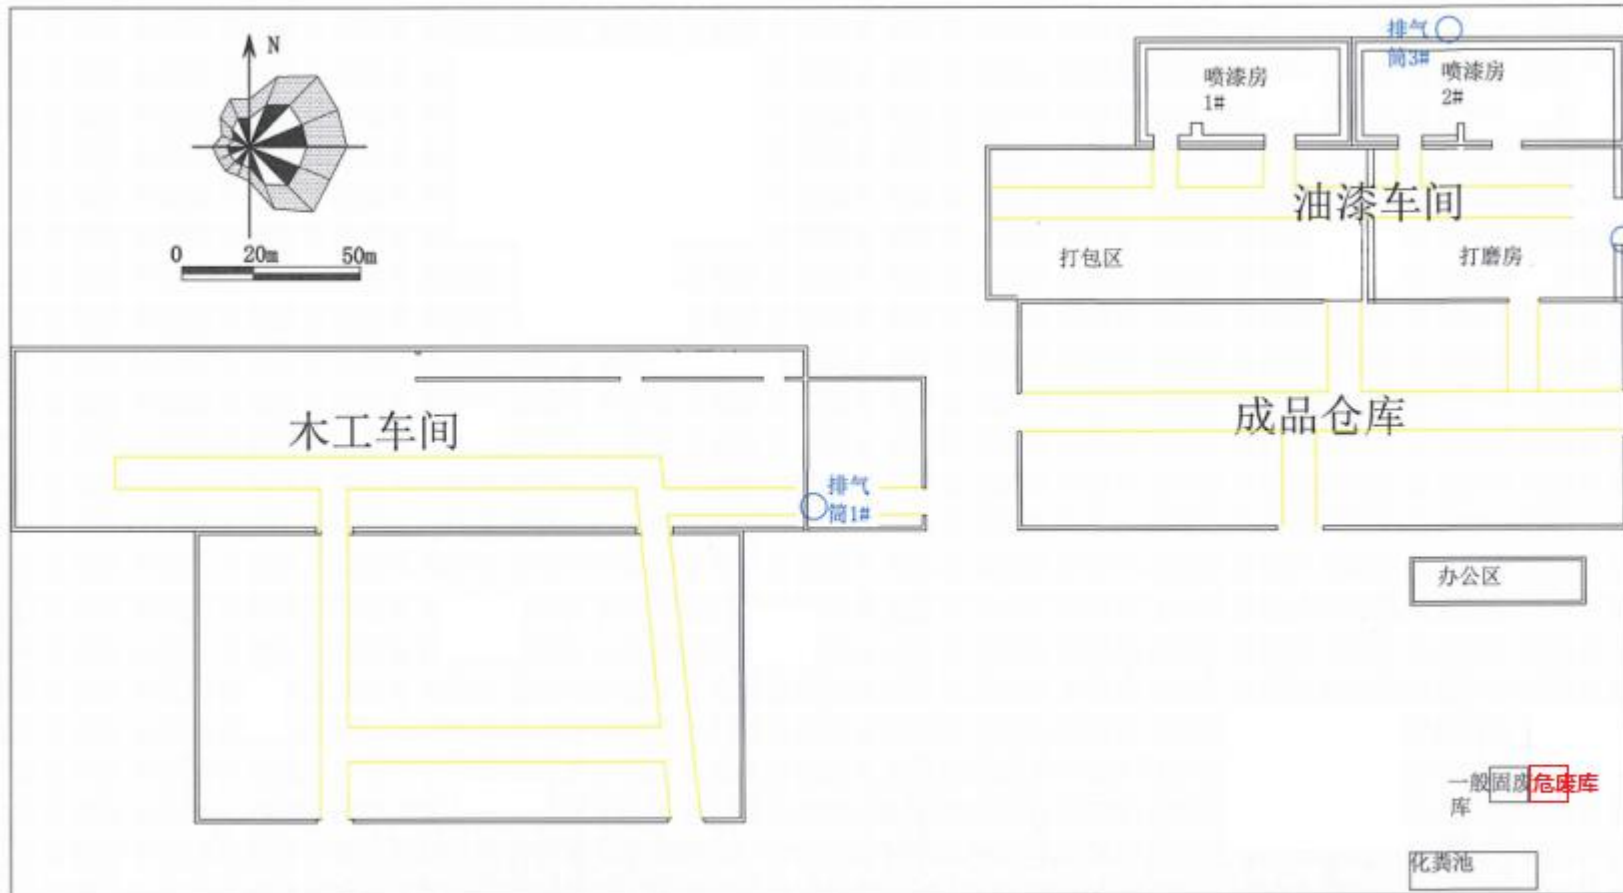 排气
筒3#
N
喷漆房
1#
喷漆房
2#
油漆车间
0 20m 50m
打包区
打磨房
木工车间
成品仓库
排气
筒1#
办公区
一般固废
库
危废库
化粪池